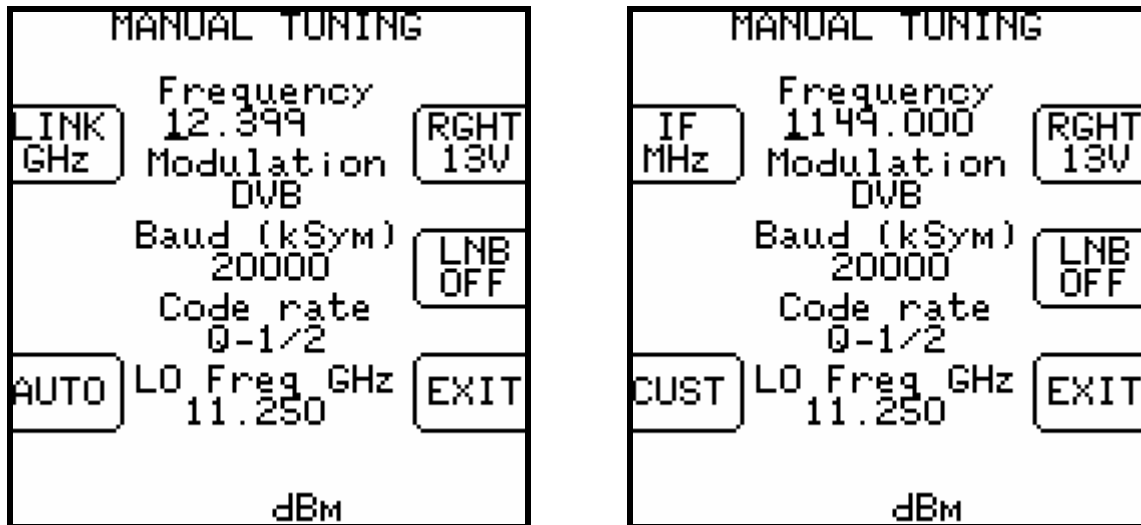 MANUAL TUNING
Frequency
LINK
GHz
12.399
RGHT
13V
Modulation
DVB
Baud (kSym)
20000
LNB
OFF
Code rate
Q-1/2
AUTO
LO Freq GHz
11.250
EXIT
dBm
MANUAL TUNING
Frequency
IF
MHz
1149.000
RGHT
13V
Modulation
DVB
Baud (kSym)
20000
LNB
OFF
Code rate
Q-1/2
CUST
LO Freq GHz
11.250
EXIT
dBm